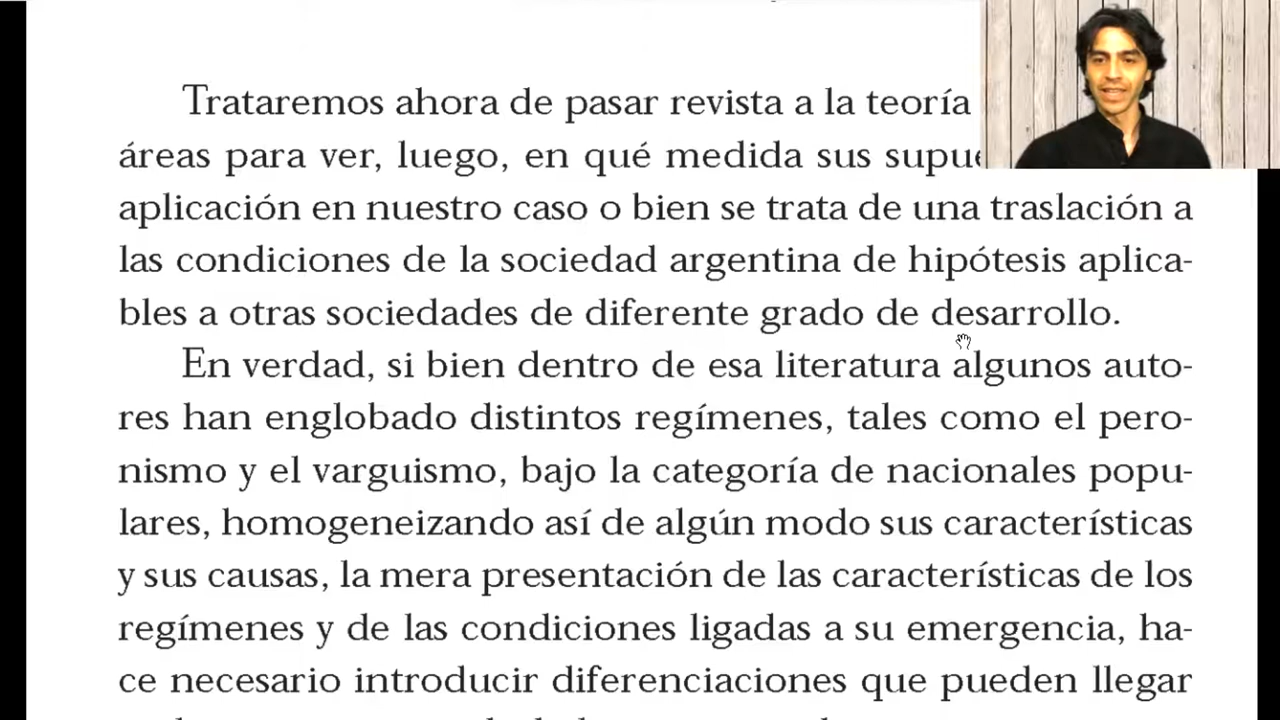 Trataremos ahora de pasar revista a la teoría
áreas para ver, luego, en qué medida sus
aplicación en nuestro caso o bien se trata de una traslación a
las condiciones de la sociedad argentina de hipótesis aplica-
bles a otras sociedades de diferente grado de desarrollo.
En verdad, si bien dentro de esa literatura algunos auto-
res han englobado distintos regímenes, tales como el pero-
nismo y el varguismo, bajo la categoría de nacionales popu-
lares, homogeneizando así de algún modo sus características
y sus causas, la mera presentación de las características de los
regímenes y de las condiciones ligadas a su emergencia, ha-
ce necesario introducir diferenciaciones que pueden llegar